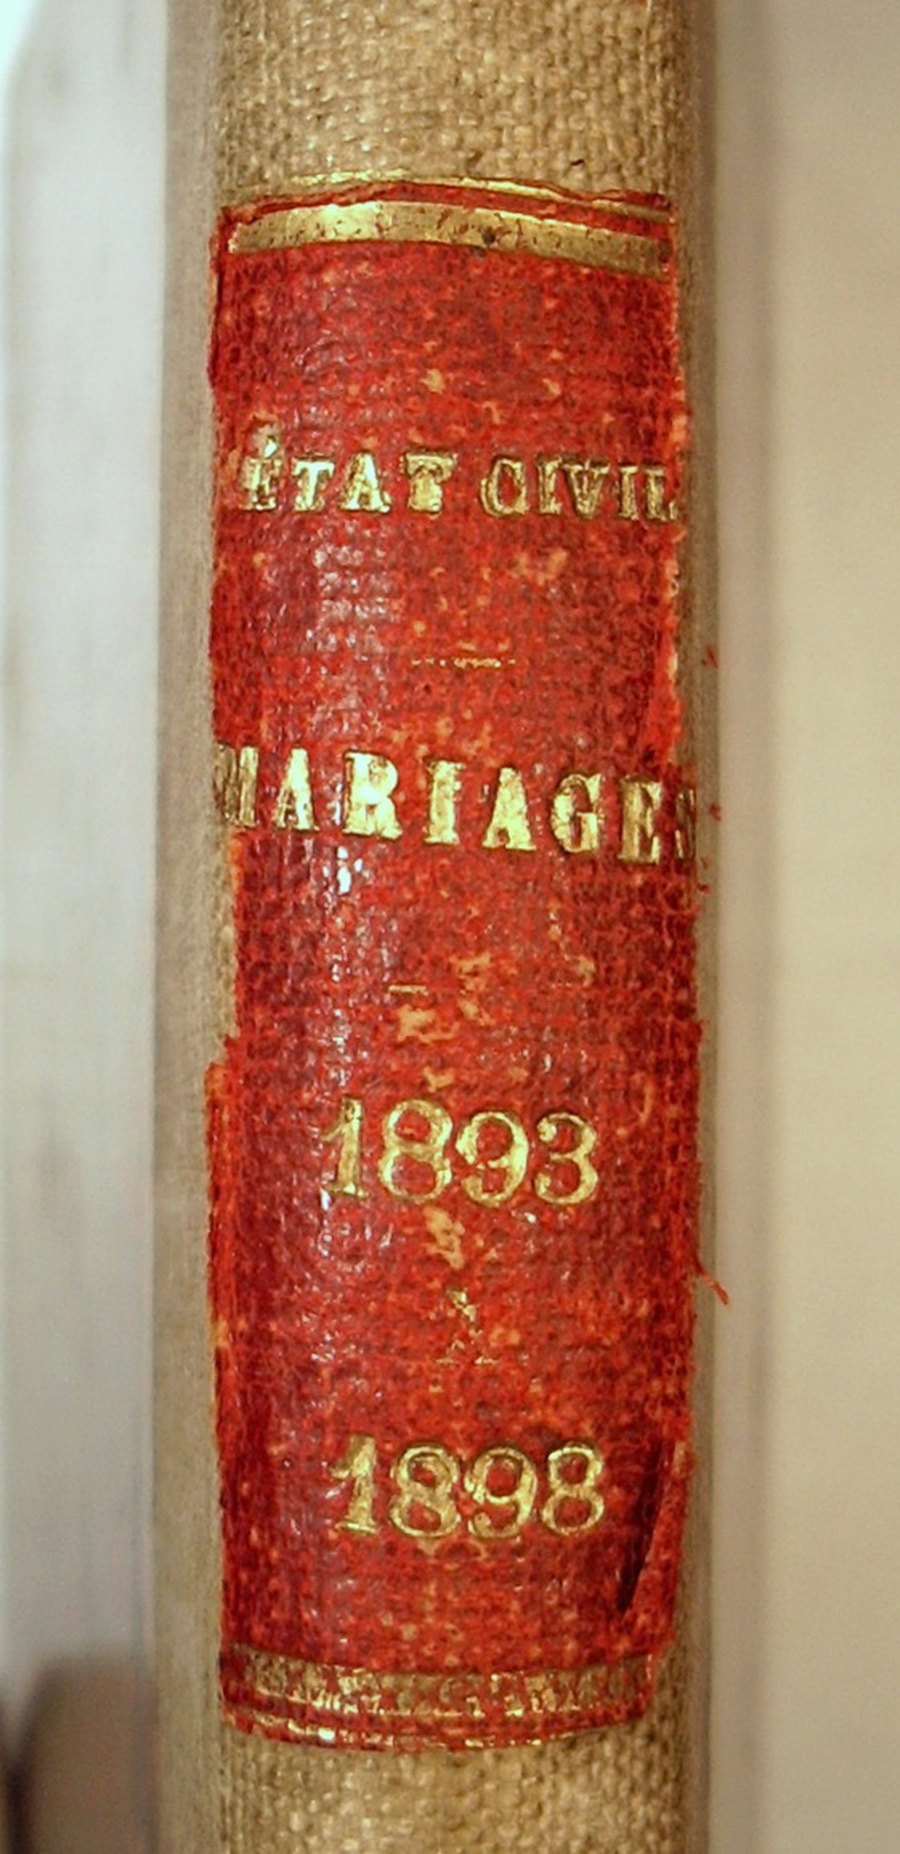 ÉTAT CIVIL
MARIAGES
1893
À
1898